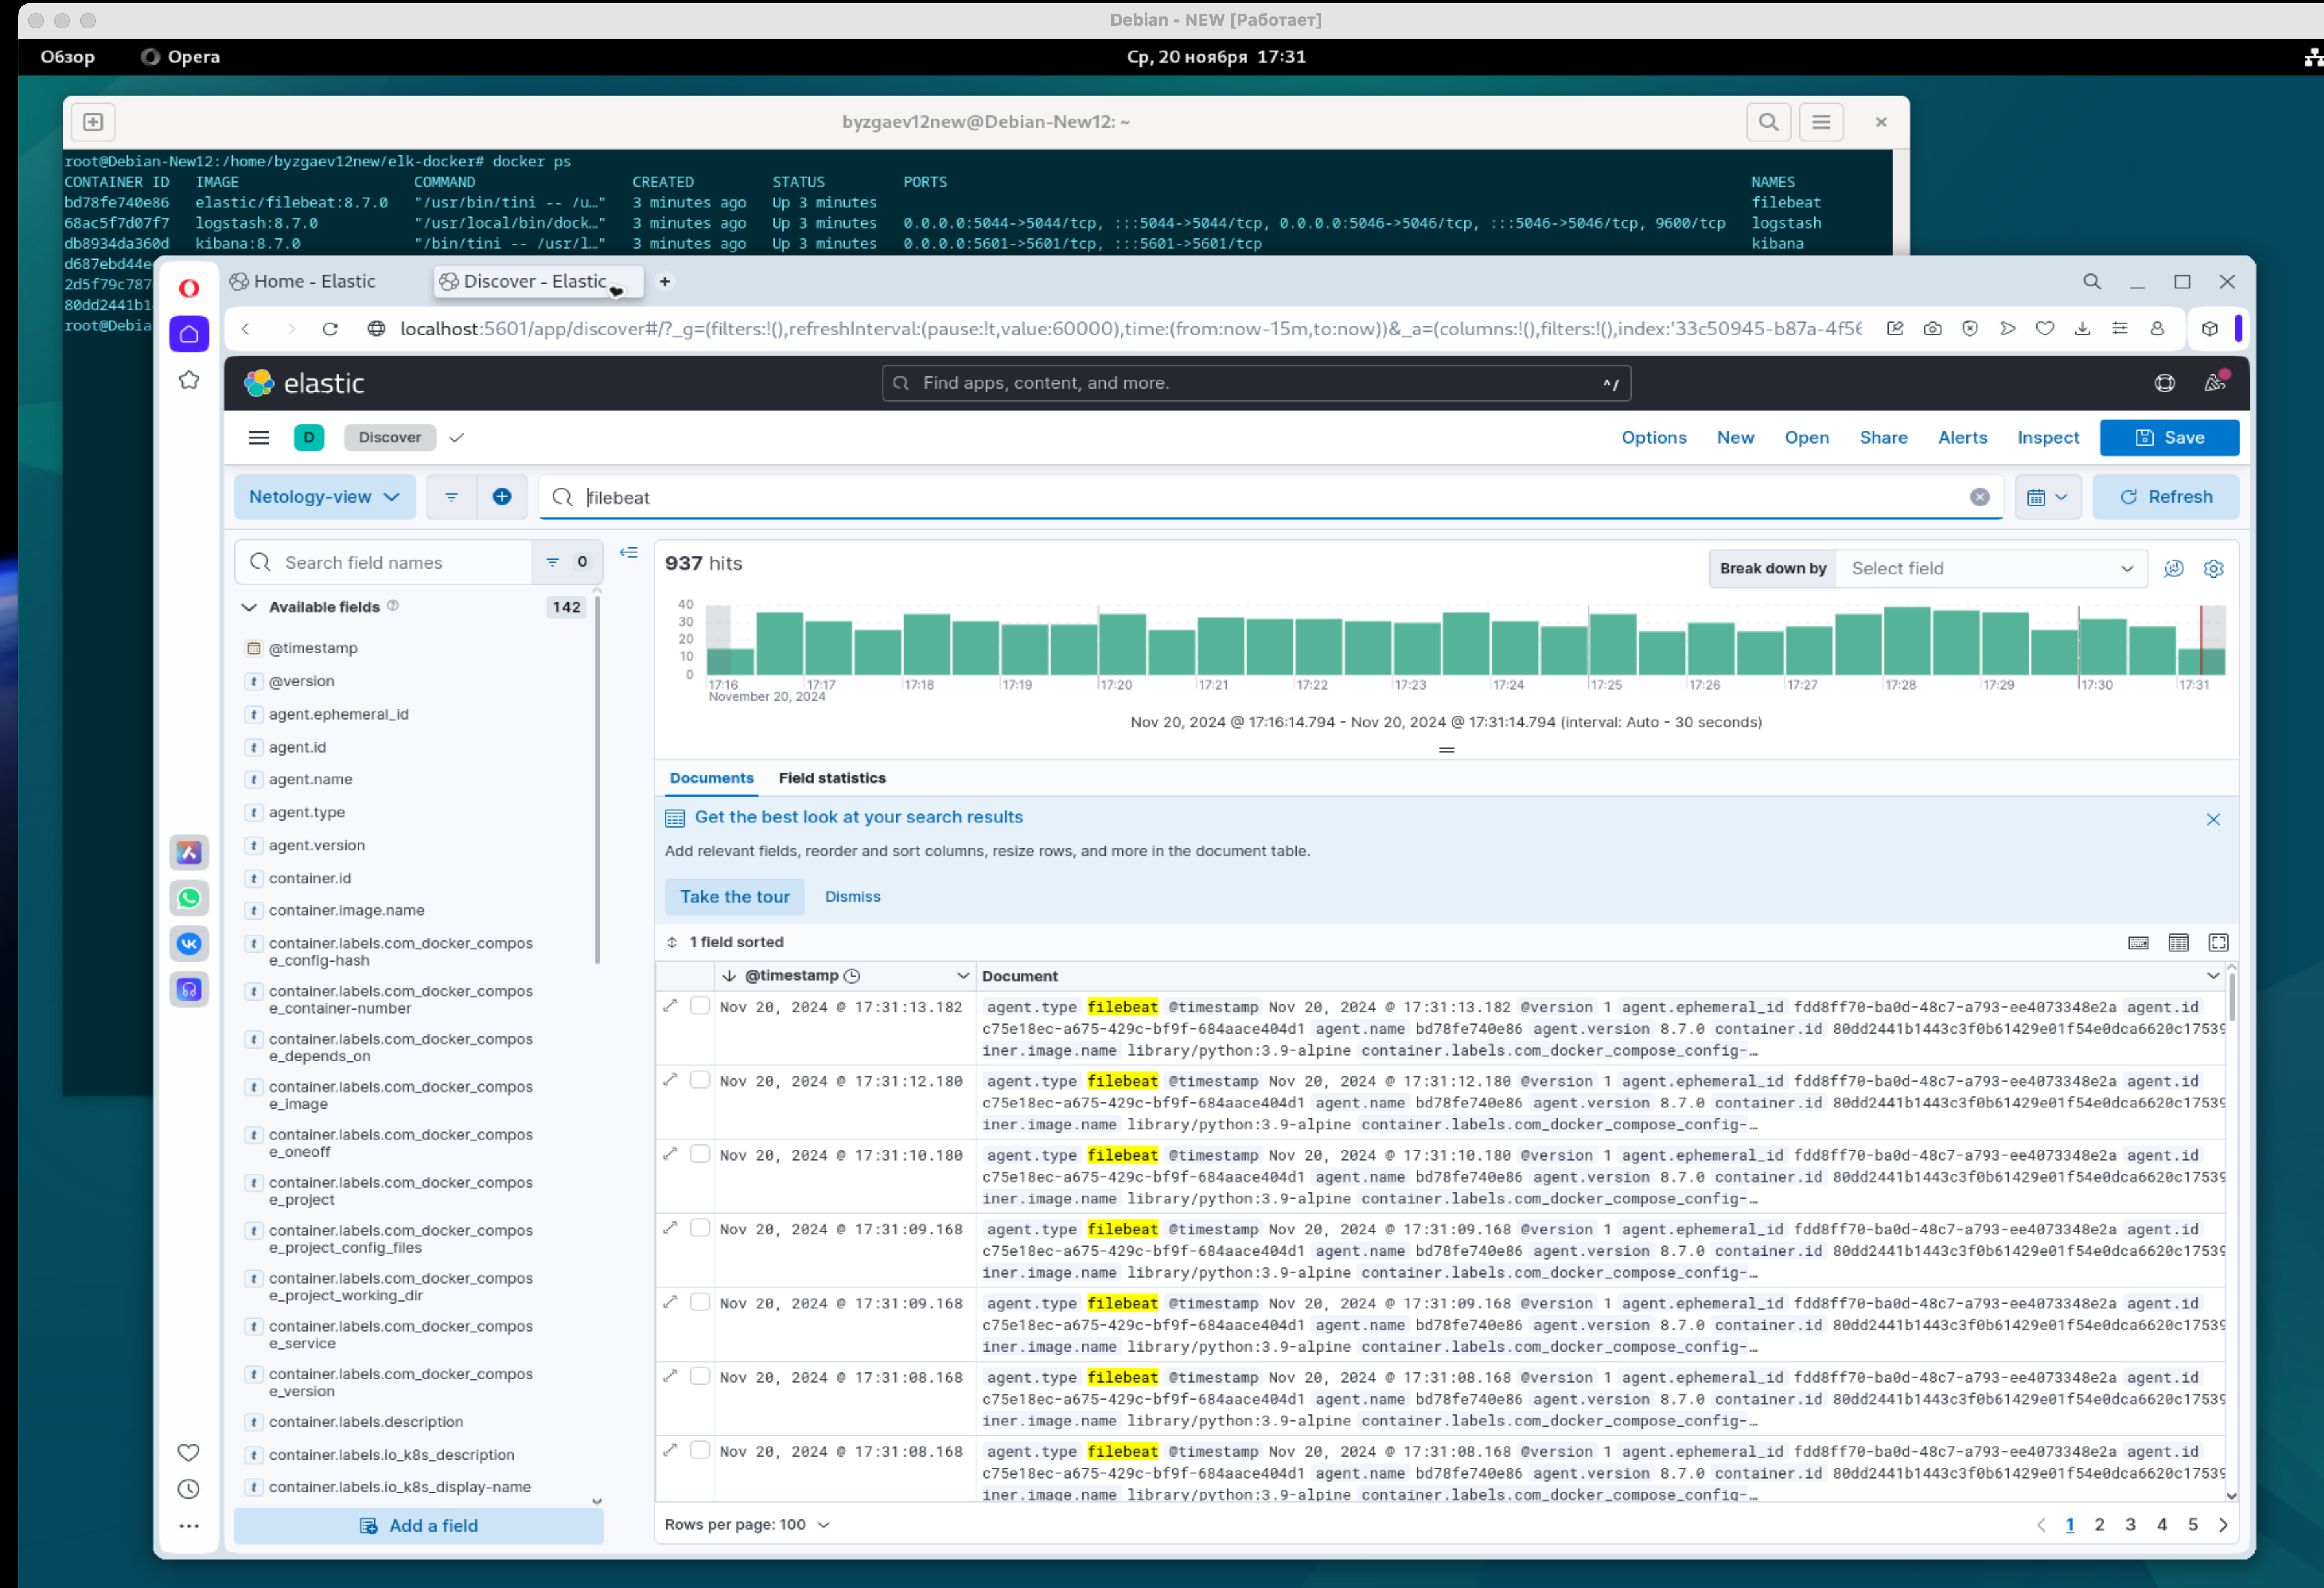 Debian - NEW [Работает]
Обзор Opera Ср, 20 ноября 17:31
byzgaev12new@Debian-New12: ~
root@Debian-New12:/home/byzgaev12new/elk-docker# docker ps
CONTAINER ID IMAGE COMMAND CREATED STATUS PORTS NAMES
bd78fe740e86 elastic/filebeat:8.7.0 "/usr/bin/tini -- /u…" 3 minutes ago Up 3 minutes filebeat
68ac5f7d07f7 logstash:8.7.0 "/usr/local/bin/dock…" 3 minutes ago Up 3 minutes 0.0.0.0:5044->5044/tcp, :::5044->5044/tcp, 0.0.0.0:5046->5046/tcp, :::5046->5046/tcp, 9600/tcp logstash
db8934da360d kibana:8.7.0 "/bin/tini -- /usr/l…" 3 minutes ago Up 3 minutes 0.0.0.0:5601->5601/tcp, :::5601->5601/tcp kibana
d687ebd44e
2d5f79c787
80dd2441b1
root@Debia
Home - Elastic Discover - Elastic
localhost:5601/app/discover#/?_g=(filters:!(),refreshInterval:(pause:!t,value:60000),time:(from:now-15m,to:now))&_a=(columns:!(),filters:!(),index:'33c50945-b87a-4f56
elastic Find apps, content, and more. ^/
D Discover Options New Open Share Alerts Inspect Save
Netology-view filebeat Refresh
Search field names 0
937 hits
Break down by Select field
Available fields 142
@timestamp
@version
agent.ephemeral_id
agent.id
agent.name
agent.type
agent.version
container.id
container.image.name
container.labels.com_docker_compos
e_config-hash
container.labels.com_docker_compos
e_container-number
container.labels.com_docker_compos
e_depends_on
container.labels.com_docker_compos
e_image
container.labels.com_docker_compos
e_oneoff
container.labels.com_docker_compos
e_project
container.labels.com_docker_compos
e_project_config_files
container.labels.com_docker_compos
e_project_working_dir
container.labels.com_docker_compos
e_service
container.labels.com_docker_compos
e_version
container.labels.description
container.labels.io_k8s_description
container.labels.io_k8s_display-name
Add a field
40
30
20
10
0
17:16 17:17 17:18 17:19 17:20 17:21 17:22 17:23 17:24 17:25 17:26 17:27 17:28 17:29 17:30 17:31
November 20, 2024
Nov 20, 2024 @ 17:16:14.794 - Nov 20, 2024 @ 17:31:14.794 (interval: Auto - 30 seconds)
Documents Field statistics
Get the best look at your search results
Add relevant fields, reorder and sort columns, resize rows, and more in the document table.
Take the tour Dismiss
1 field sorted
@timestamp Document
Nov 20, 2024 @ 17:31:13.182 agent.type filebeat @timestamp Nov 20, 2024 @ 17:31:13.182 @version 1 agent.ephemeral_id fdd8ff70-ba0d-48c7-a793-ee4073348e2a agent.id
c75e18ec-a675-429c-bf9f-684aace404d1 agent.name bd78fe740e86 agent.version 8.7.0 container.id 80dd2441b1443c3f0b61429e01f54e0dca6620c17539
iner.image.name library/python:3.9-alpine container.labels.com_docker_compose_config-…
Nov 20, 2024 @ 17:31:12.180 agent.type filebeat @timestamp Nov 20, 2024 @ 17:31:12.180 @version 1 agent.ephemeral_id fdd8ff70-ba0d-48c7-a793-ee4073348e2a agent.id
c75e18ec-a675-429c-bf9f-684aace404d1 agent.name bd78fe740e86 agent.version 8.7.0 container.id 80dd2441b1443c3f0b61429e01f54e0dca6620c17539
iner.image.name library/python:3.9-alpine container.labels.com_docker_compose_config-…
Nov 20, 2024 @ 17:31:10.180 agent.type filebeat @timestamp Nov 20, 2024 @ 17:31:10.180 @version 1 agent.ephemeral_id fdd8ff70-ba0d-48c7-a793-ee4073348e2a agent.id
c75e18ec-a675-429c-bf9f-684aace404d1 agent.name bd78fe740e86 agent.version 8.7.0 container.id 80dd2441b1443c3f0b61429e01f54e0dca6620c17539
iner.image.name library/python:3.9-alpine container.labels.com_docker_compose_config-…
Nov 20, 2024 @ 17:31:09.168 agent.type filebeat @timestamp Nov 20, 2024 @ 17:31:09.168 @version 1 agent.ephemeral_id fdd8ff70-ba0d-48c7-a793-ee4073348e2a agent.id
c75e18ec-a675-429c-bf9f-684aace404d1 agent.name bd78fe740e86 agent.version 8.7.0 container.id 80dd2441b1443c3f0b61429e01f54e0dca6620c17539
iner.image.name library/python:3.9-alpine container.labels.com_docker_compose_config-…
Nov 20, 2024 @ 17:31:09.168 agent.type filebeat @timestamp Nov 20, 2024 @ 17:31:09.168 @version 1 agent.ephemeral_id fdd8ff70-ba0d-48c7-a793-ee4073348e2a agent.id
c75e18ec-a675-429c-bf9f-684aace404d1 agent.name bd78fe740e86 agent.version 8.7.0 container.id 80dd2441b1443c3f0b61429e01f54e0dca6620c17539
iner.image.name library/python:3.9-alpine container.labels.com_docker_compose_config-…
Nov 20, 2024 @ 17:31:08.168 agent.type filebeat @timestamp Nov 20, 2024 @ 17:31:08.168 @version 1 agent.ephemeral_id fdd8ff70-ba0d-48c7-a793-ee4073348e2a agent.id
c75e18ec-a675-429c-bf9f-684aace404d1 agent.name bd78fe740e86 agent.version 8.7.0 container.id 80dd2441b1443c3f0b61429e01f54e0dca6620c17539
iner.image.name library/python:3.9-alpine container.labels.com_docker_compose_config-…
Nov 20, 2024 @ 17:31:08.168 agent.type filebeat @timestamp Nov 20, 2024 @ 17:31:08.168 @version 1 agent.ephemeral_id fdd8ff70-ba0d-48c7-a793-ee4073348e2a agent.id
c75e18ec-a675-429c-bf9f-684aace404d1 agent.name bd78fe740e86 agent.version 8.7.0 container.id 80dd2441b1443c3f0b61429e01f54e0dca6620c17539
iner.image.name library/python:3.9-alpine container.labels.com_docker_compose_config-…
Rows per page: 100 1 2 3 4 5